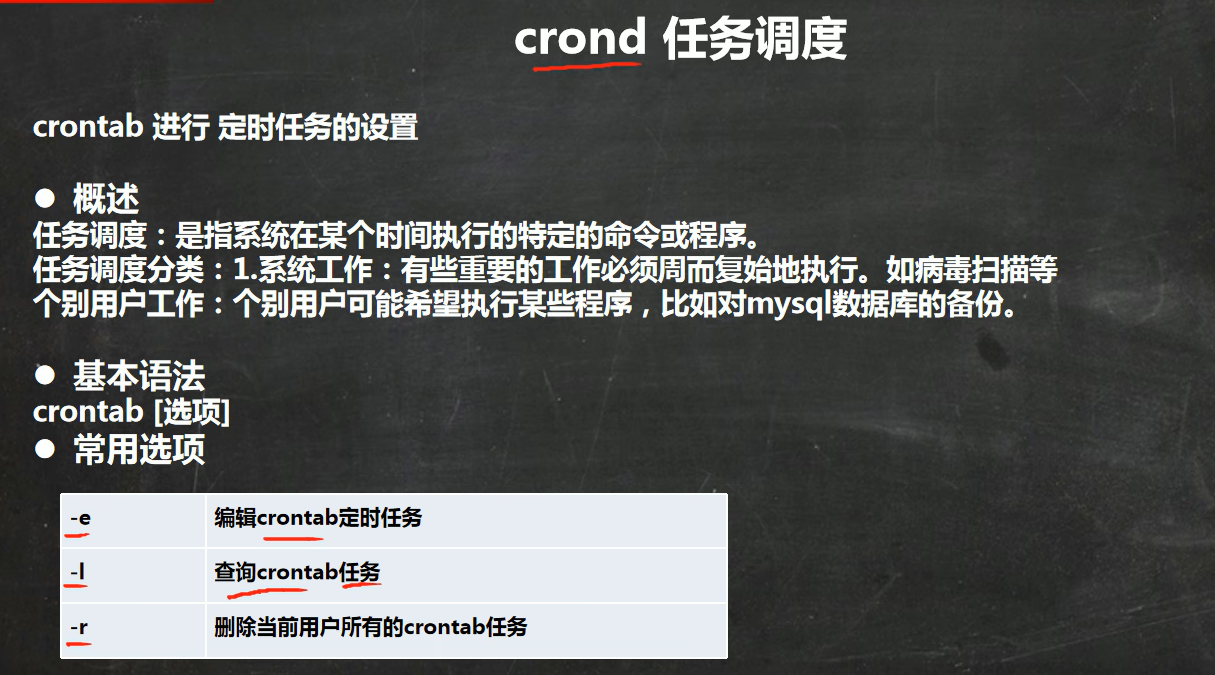 crond 任务调度
crontab 进行 定时任务的设置
● 概述
任务调度：是指系统在某个时间执行的特定的命令或程序。
任务调度分类：1.系统工作：有些重要的工作必须周而复始地执行。如病毒扫描等
个别用户工作：个别用户可能希望执行某些程序，比如对mysql数据库的备份。
● 基本语法
crontab [选项]
● 常用选项
-e 编辑crontab定时任务
-l 查询crontab任务
-r 删除当前用户所有的crontab任务